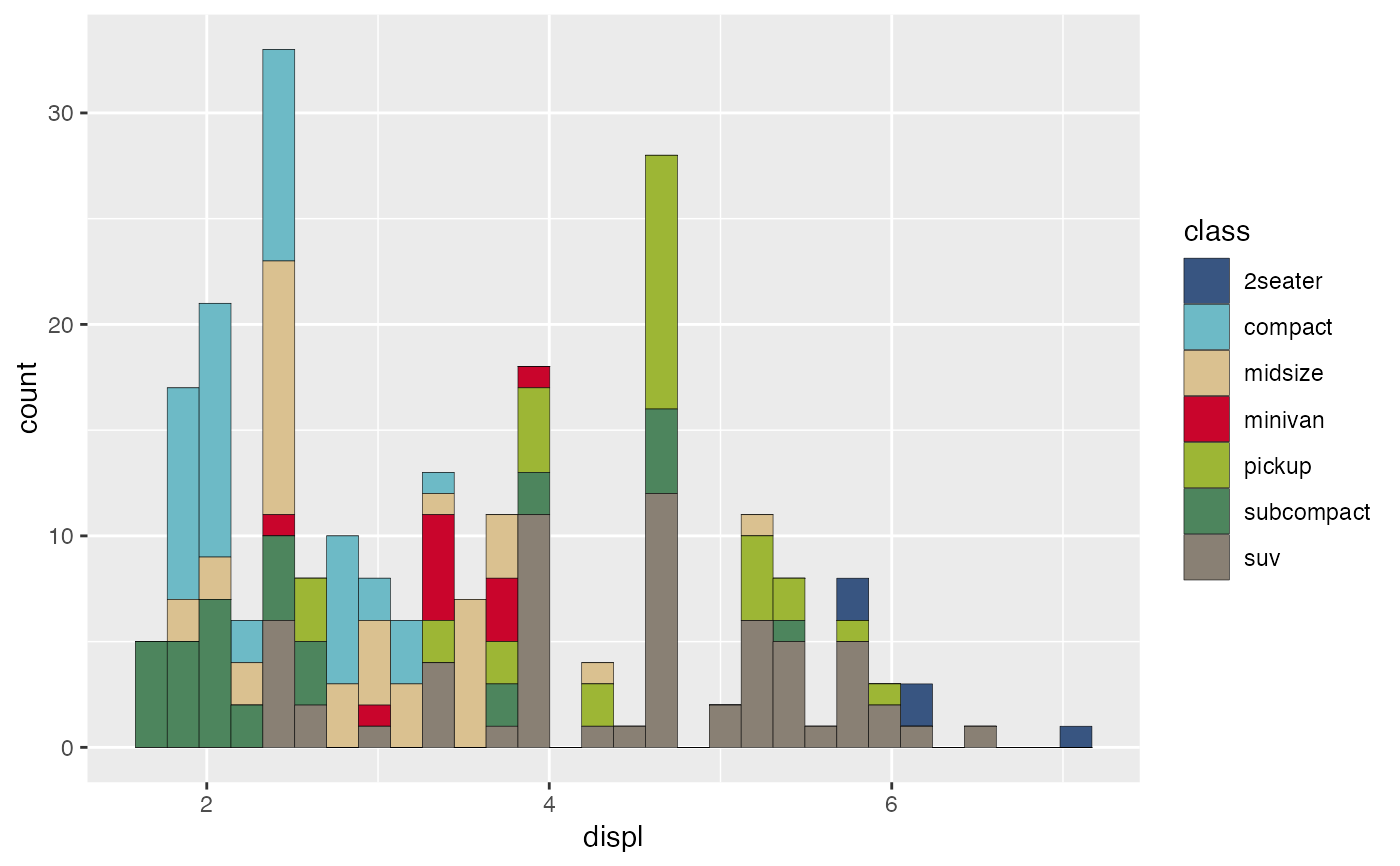 30
20
10
0
count
2 4 6
displ
class
2seater
compact
midsize
minivan
pickup
subcompact
suv